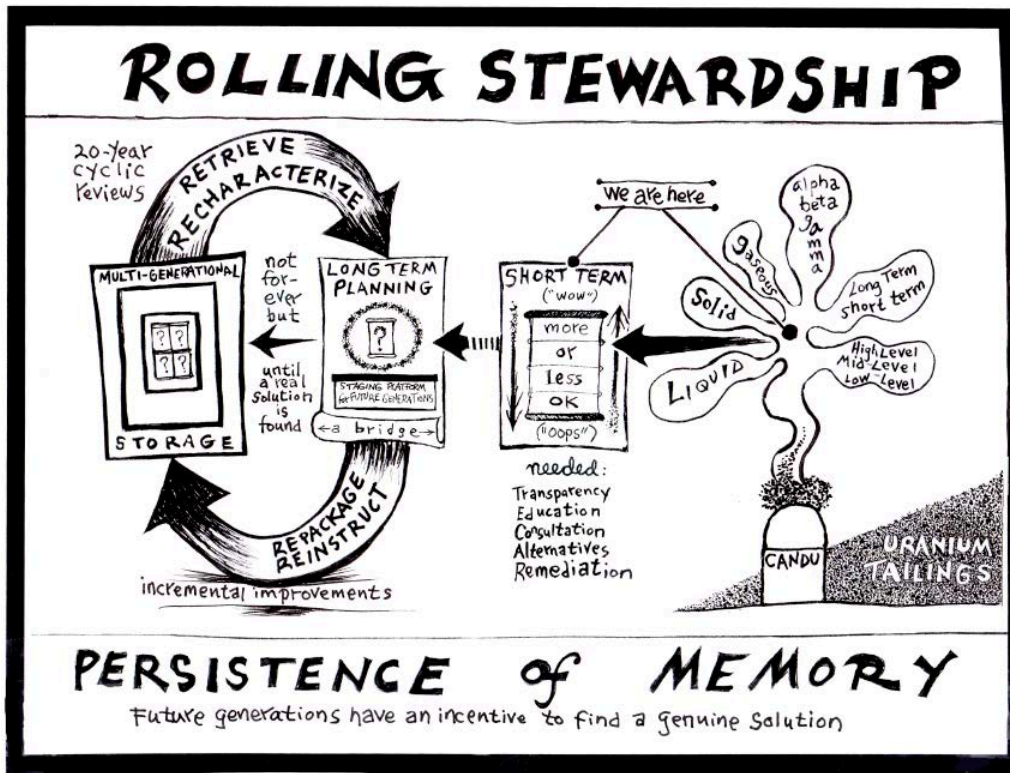 ROLLING STEWARDSHIP
20-year
cyclic
reviews
RETRIEVE
RECHARACTERIZE
MULTI-GENERATIONAL
?
?
?
?
STORAGE
not
for-
ever
but
until
a real
solution
is
found
LONG TERM
PLANNING
?
STAGING PLATFORM
for FUTURE GENERATIONS
a bridge
REPACKAGE
REINSTRUCT
incremental improvements
SHORT TERM
("wow")
more
or
less
OK
("OOPS")
needed:
Transparency
Education
Consultation
Alternatives
Remediation
we are here
LIQUID
Solid
gaseous
alpha
beta
gamma
Long Term
short term
High Level
Mid-Level
Low-Level
CANDU
URANIUM
TAILINGS
PERSISTENCE of MEMORY
Future generations have an incentive to find a genuine solution